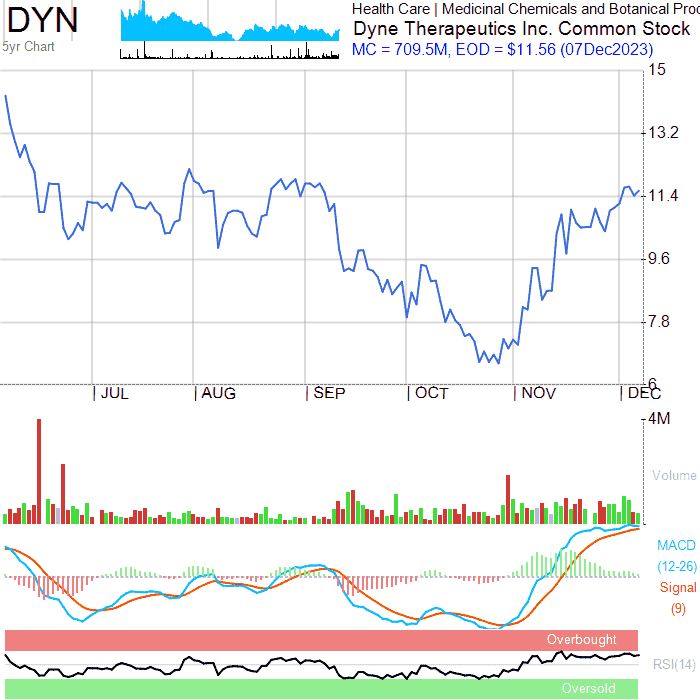 DYN
5yr Chart
Health Care | Medicinal Chemicals and Botanical Proc
Dyne Therapeutics Inc. Common Stock
MC = 709.5M, EOD = $11.56 (07Dec2023)
15
13.2
11.4
9.6
7.8
6
JUL AUG SEP OCT NOV DEC
4M
Volume
MACD
(12-26)
Signal
(9)
Overbought
RSI(14)
Oversold